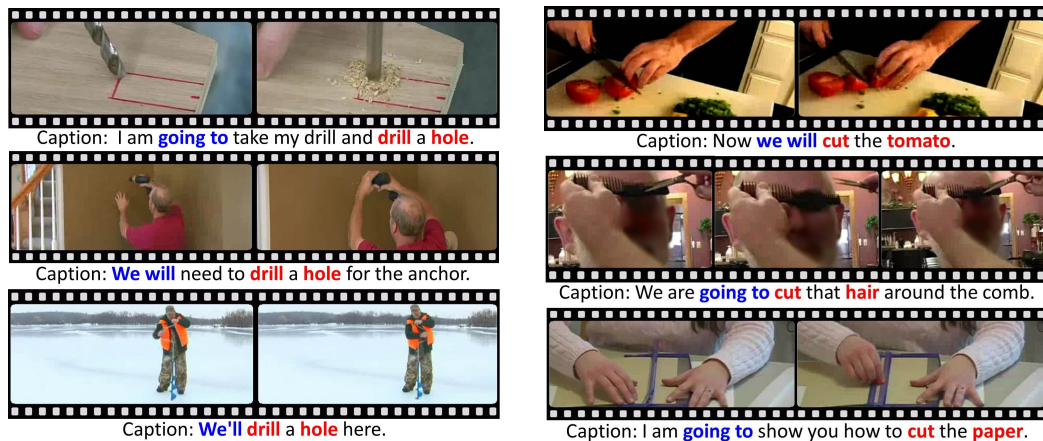 Caption: I am going to take my drill and drill a hole.
Caption: We will need to drill a hole for the anchor.
Caption: We'll drill a hole here.
Caption: Now we will cut the tomato.
Caption: We are going to cut that hair around the comb.
Caption: I am going to show you how to cut the paper.